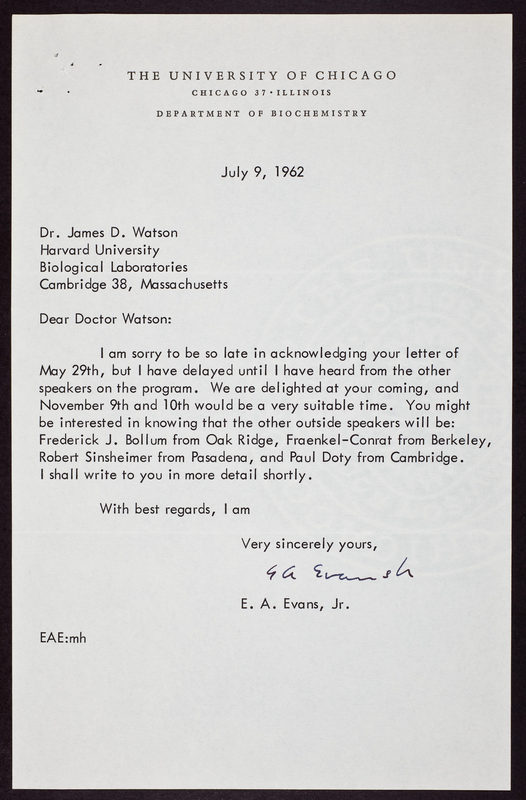 THE UNIVERSITY OF CHICAGO
CHICAGO 37 • ILLINOIS
DEPARTMENT OF BIOCHEMISTRY
July 9, 1962
Dr. James D. Watson
Harvard University
Biological Laboratories
Cambridge 38, Massachusetts
Dear Doctor Watson:
I am sorry to be so late in acknowledging your letter of
May 29th, but I have delayed until I have heard from the other
speakers on the program. We are delighted at your coming, and
November 9th and 10th would be a very suitable time. You might
be interested in knowing that the other outside speakers will be:
Frederick J. Bollum from Oak Ridge, Fraenkel-Conrat from Berkeley,
Robert Sinsheimer from Pasadena, and Paul Doty from Cambridge.
I shall write to you in more detail shortly.
With best regards, I am
Very sincerely yours,
E A Evans Jr
E. A. Evans, Jr.
EAE:mh